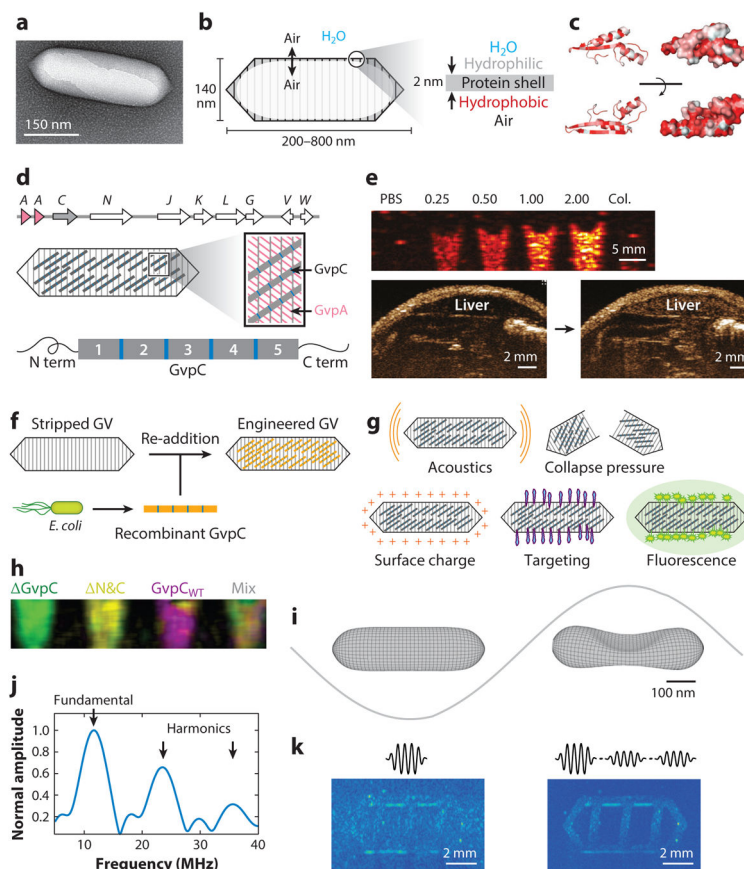 a
150 nm
b
Air
H2O
Air
140
nm
200–800 nm
H2O
Hydrophilic
2 nm
Protein shell
Hydrophobic
Air
c
d
A A C N J K L G V W
GvpC
GvpA
1 2 3 4 5
N term
GvpC
C term
e
PBS 0.25 0.50 1.00 2.00 Col.
5 mm
Liver
2 mm
Liver
2 mm
f
Stripped GV
Engineered GV
Re-addition
E. coli
Recombinant GvpC
g
Acoustics
Collapse pressure
Surface charge
Targeting
Fluorescence
h
ΔGvpC ΔN&C GvpCWT Mix
i
100 nm
j
Fundamental
Harmonics
Normal amplitude
1.0
0.8
0.6
0.4
0.2
10 20 30 40
Frequency (MHz)
k
2 mm
2 mm